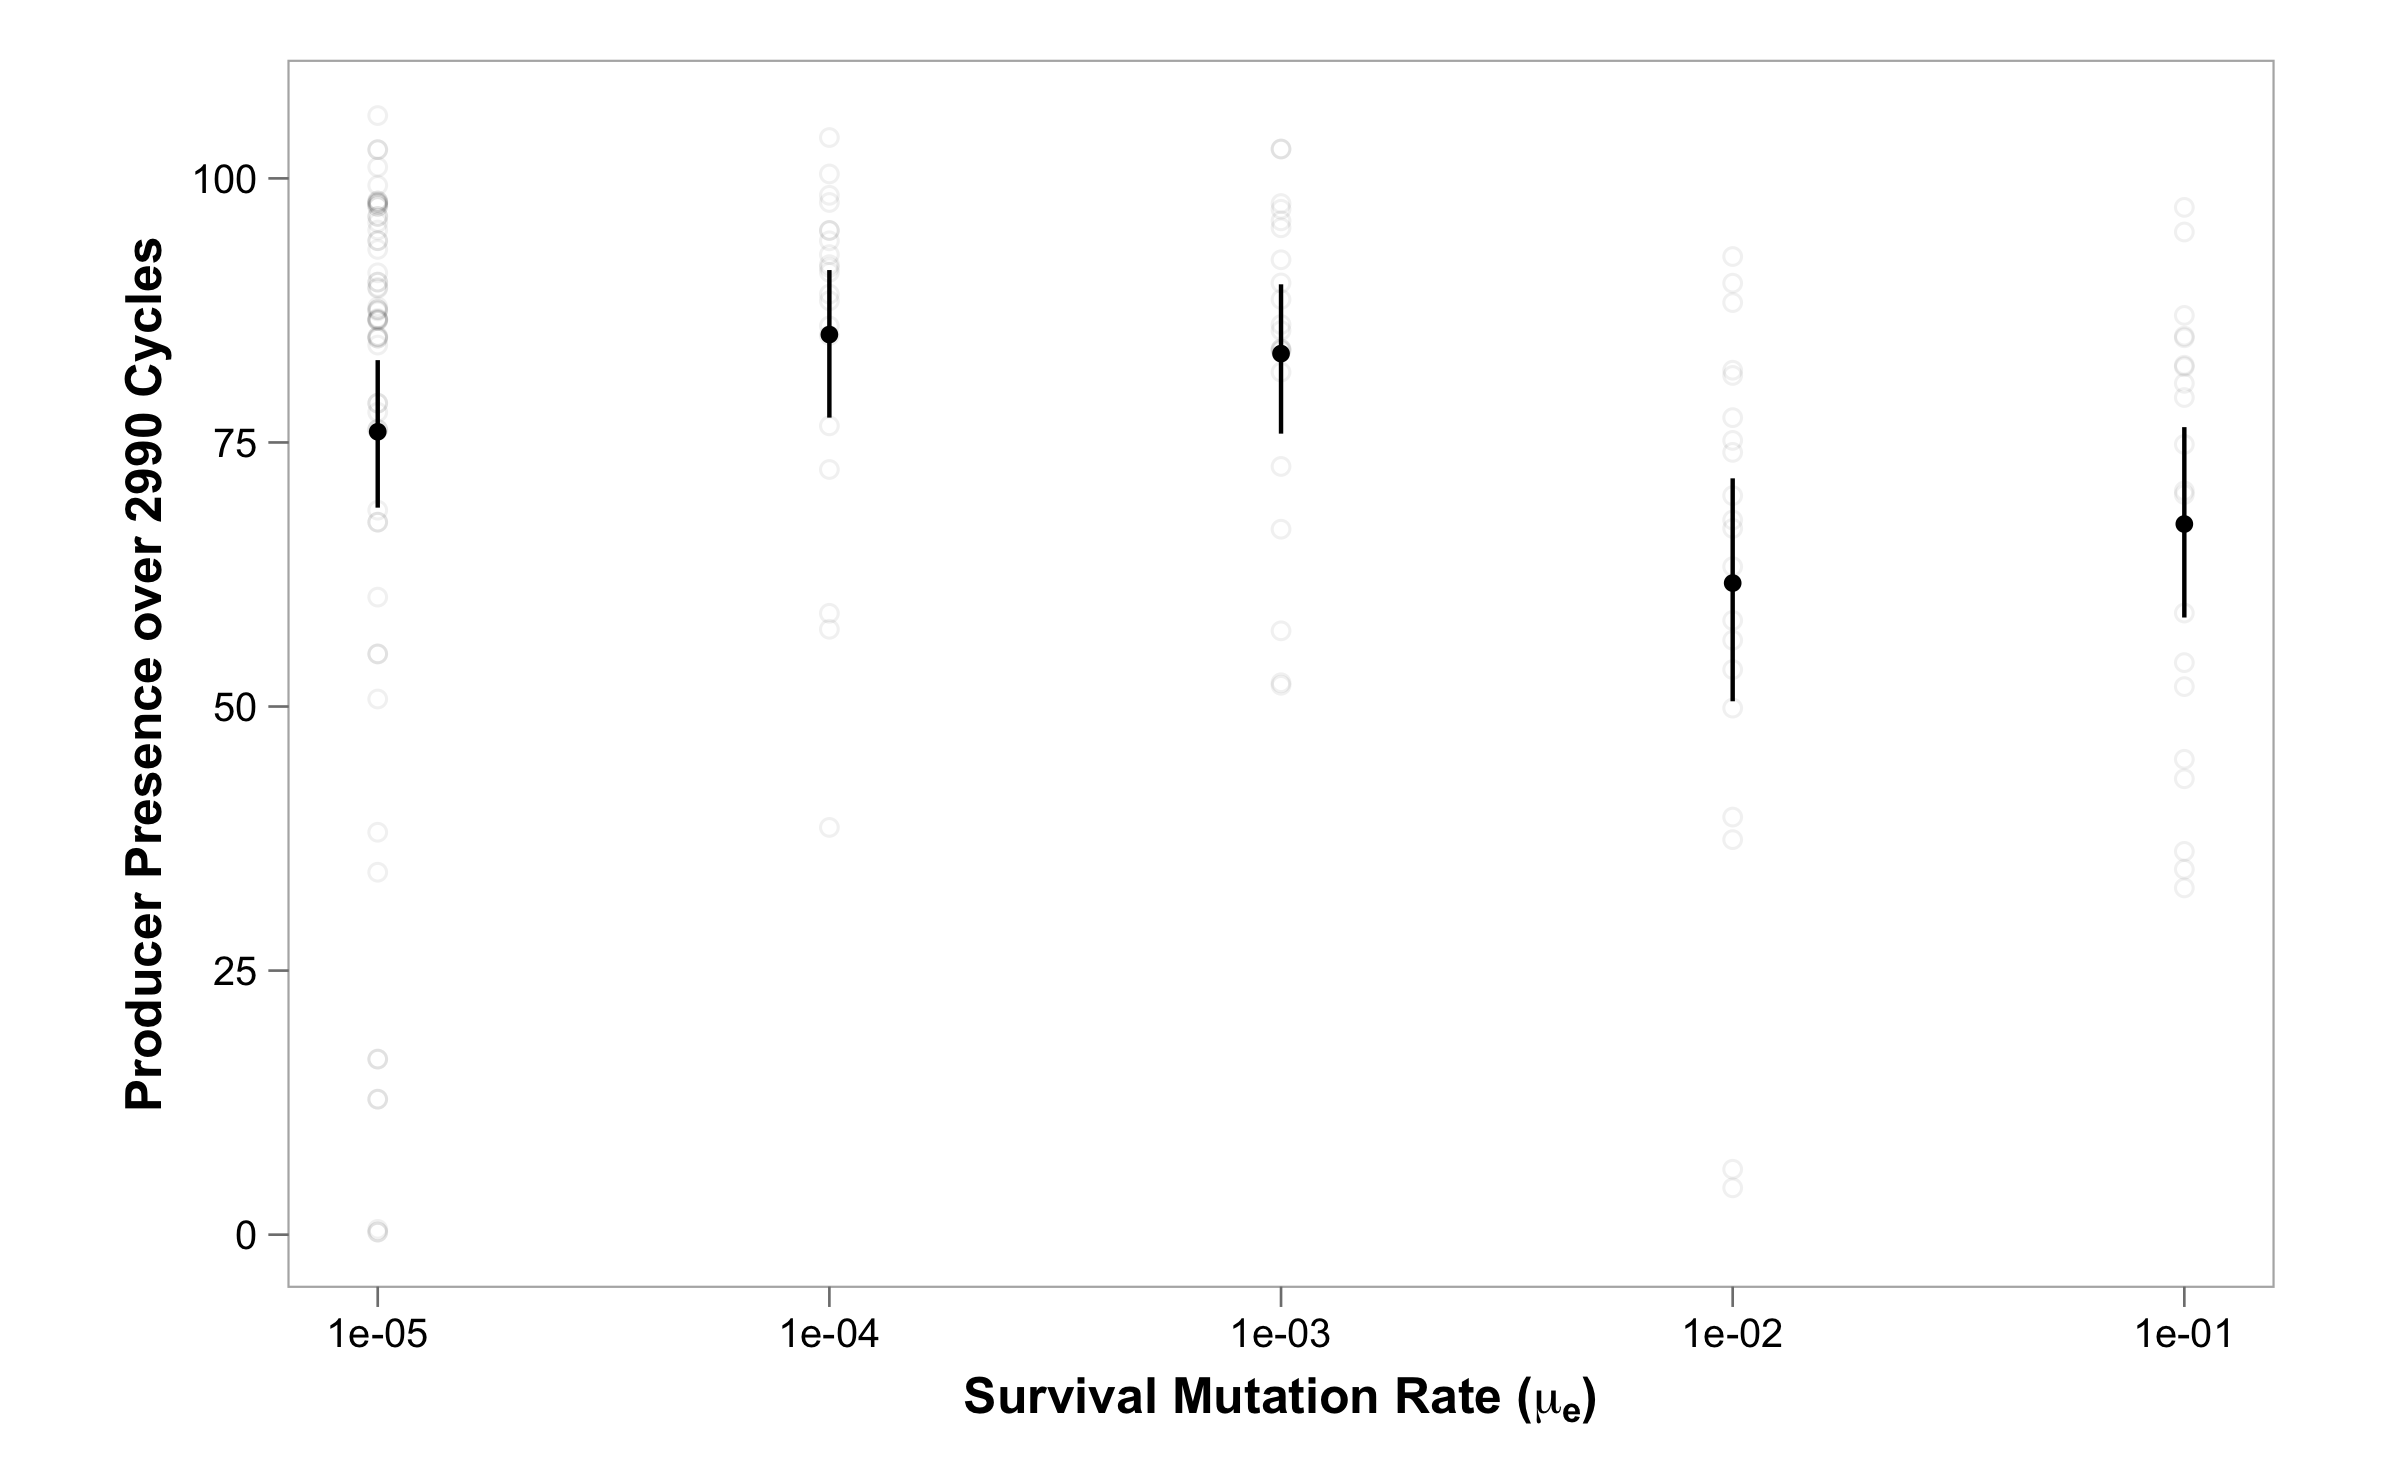 Producer Presence over 2990 Cycles
100
75
50
25
0
1e-05 1e-04 1e-03 1e-02 1e-01
Survival Mutation Rate (μe)